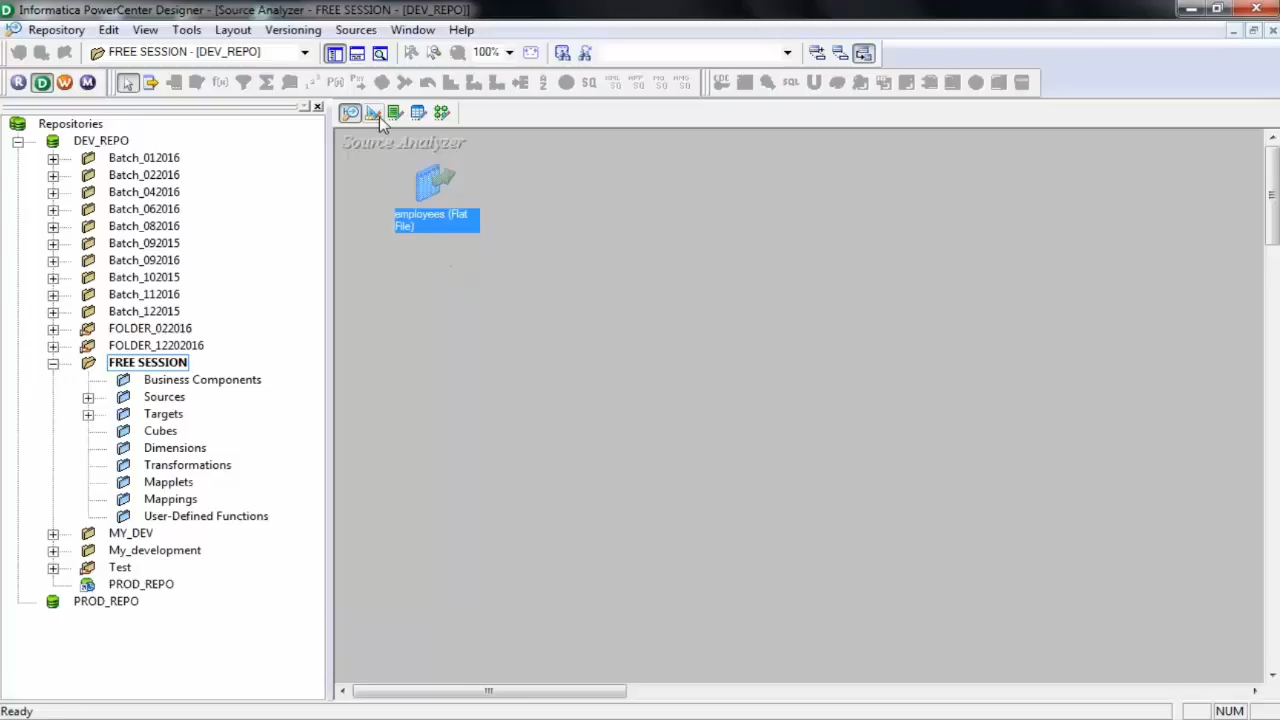 Informatica PowerCenter Designer - [Source Analyzer - FREE SESSION - [DEV_REPO]]
Repository Edit View Tools Layout Versioning Sources Window Help
FREE SESSION - [DEV_REPO] 100%
R D W M SQ SQL
Repositories
DEV_REPO
Batch_012016
Batch_022016
Batch_042016
Batch_062016
Batch_082016
Batch_092015
Batch_092016
Batch_102015
Batch_112016
Batch_122015
FOLDER_022016
FOLDER_12202016
FREE SESSION
Business Components
Sources
Targets
Cubes
Dimensions
Transformations
Mapplets
Mappings
User-Defined Functions
MY_DEV
My_development
Test
PROD_REPO
PROD_REPO
Source Analyzer
employees (Flat
File)
Ready
NUM